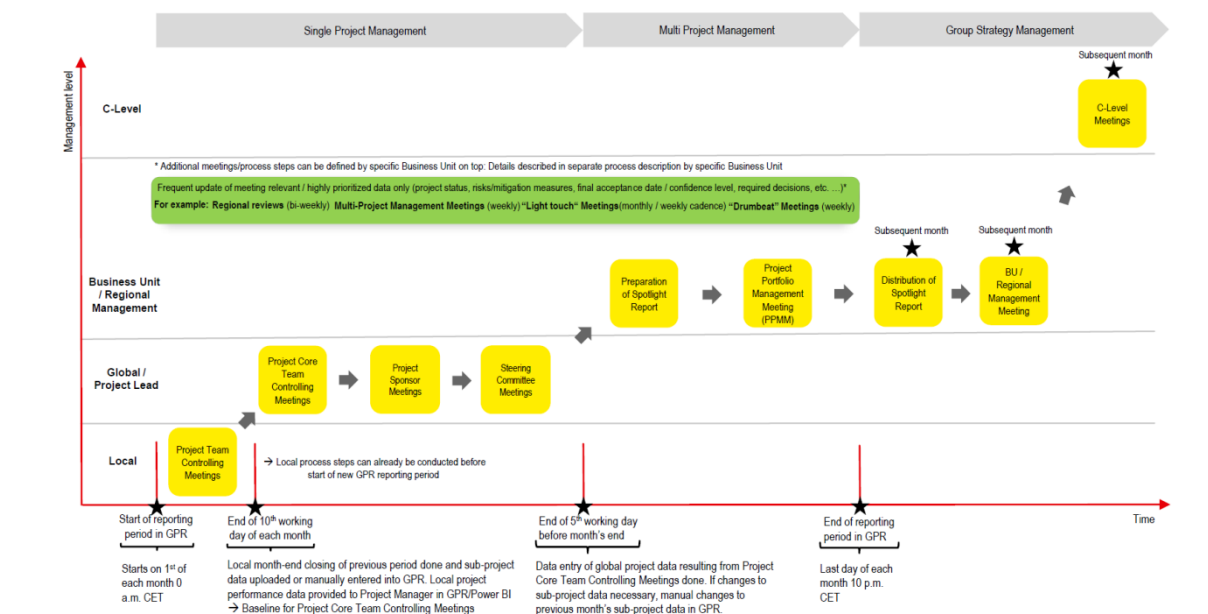 Single Project Management
Multi Project Management
Group Strategy Management
Management level
C-Level
Subsequent month
C-Level
Meetings
* Additional meetings/process steps can be defined by specific Business Unit on top: Details described in separate process description by specific Business Unit
Frequent update of meeting relevant / highly prioritized data only (project status, risks/mitigation measures, final acceptance date / confidence level, required decisions, etc. …)*
For example: Regional reviews (bi-weekly) Multi-Project Management Meetings (weekly) “Light touch“ Meetings(monthly / weekly cadence) “Drumbeat” Meetings (weekly)
Business Unit
/ Regional
Management
Preparation
of Spotlight
Report
Project
Portfolio
Management
Meeting
(PPMM)
Subsequent month
Distribution of
Spotlight
Report
Subsequent month
BU /
Regional
Management
Meeting
Global /
Project Lead
Project Core
Team
Controlling
Meetings
Project
Sponsor
Meetings
Steering
Committee
Meetings
Local
Project Team
Controlling
Meetings
→ Local process steps can already be conducted before
start of new GPR reporting period
Time
Start of reporting
period in GPR
Starts on 1st of
each month 0
a.m. CET
End of 10th working
day of each month
Local month-end closing of previous period done and sub-project
data uploaded or manually entered into GPR. Local project
performance data provided to Project Manager in GPR/Power BI
→ Baseline for Project Core Team Controlling Meetings
End of 5th working day
before month's end
Data entry of global project data resulting from Project
Core Team Controlling Meetings done. If changes to
sub-project data necessary, manual changes to
previous month's sub-project data in GPR.
End of reporting
period in GPR
Last day of each
month 10 p.m.
CET